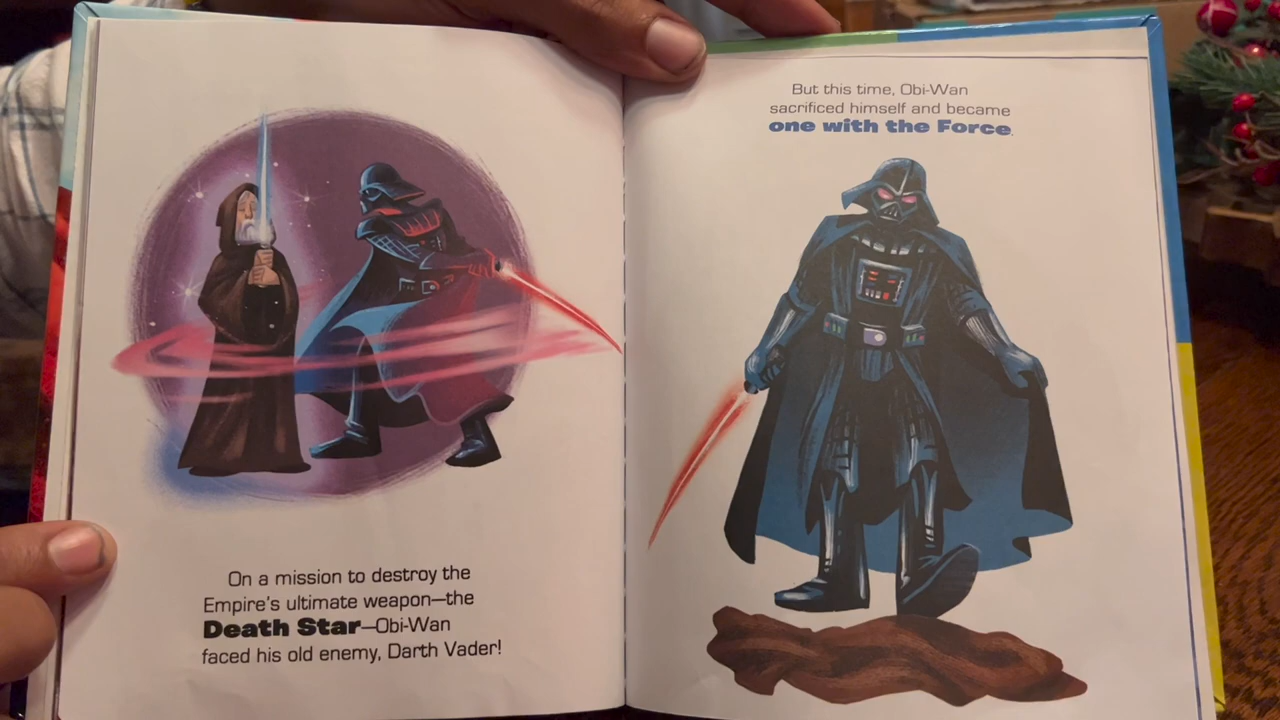 On a mission to destroy the
Empire's ultimate weapon—the
Death Star—Obi-Wan
faced his old enemy, Darth Vader!
But this time, Obi-Wan
sacrificed himself and became
one with the Force.